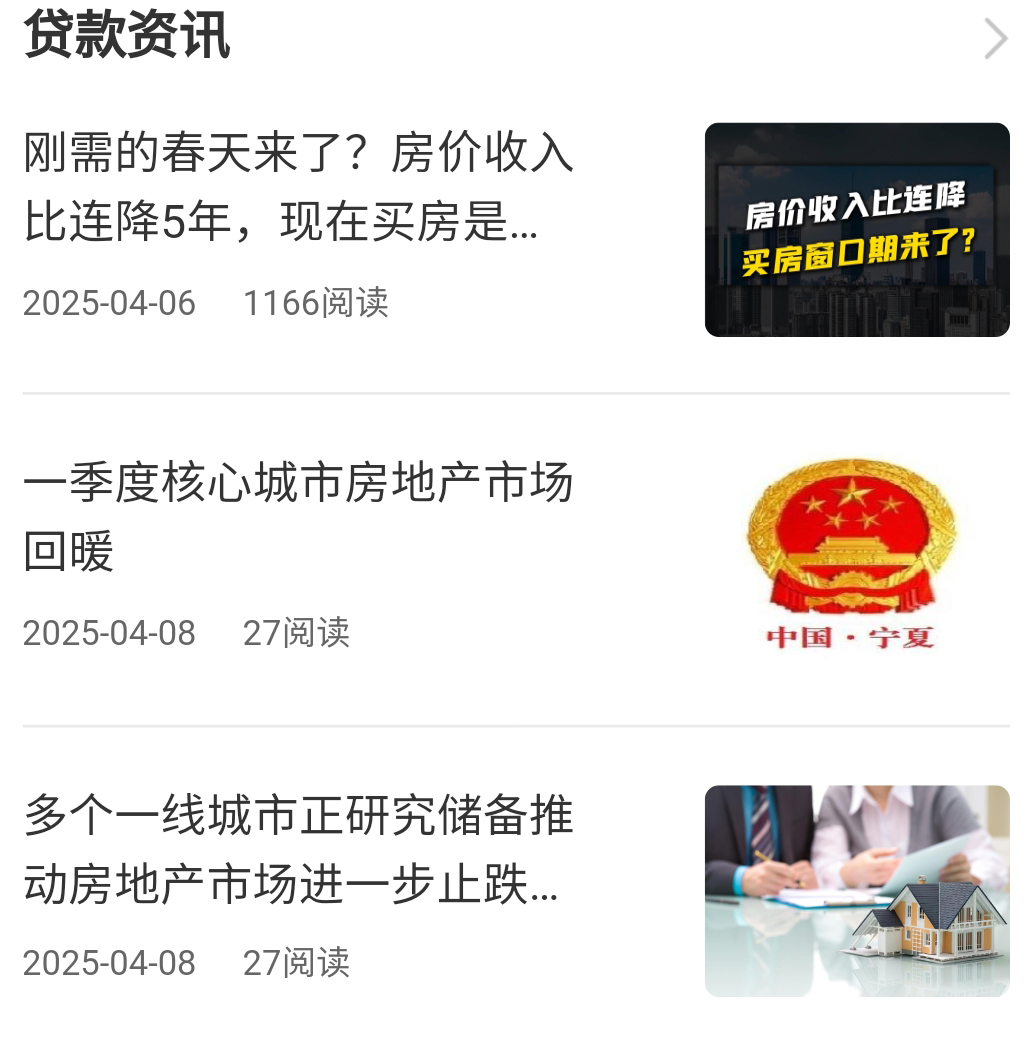 贷款资讯
刚需的春天来了？房价收入
比连降5年，现在买房是...
2025-04-06 1166阅读
房价收入比连降
买房窗口期来了?
一季度核心城市房地产市场
回暖
2025-04-08 27阅读
中国·宁夏
多个一线城市正研究储备推
动房地产市场进一步止跌...
2025-04-08 27阅读